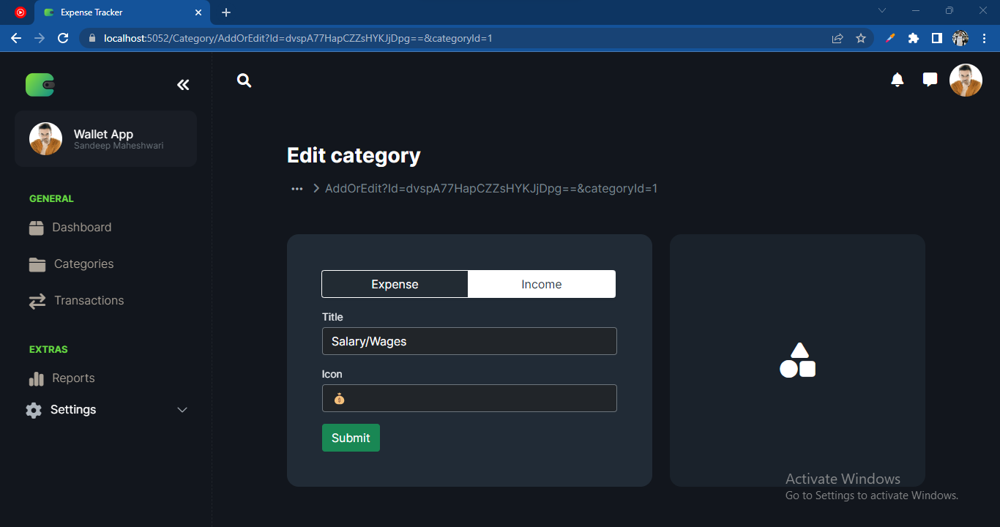 Expense Tracker
localhost:5052/Category/AddOrEdit?Id=dvspA77HapCZZsHYKJjDpg==&categoryId=1
Wallet App
Sandeep Maheshwari
GENERAL
Dashboard
Categories
Transactions
EXTRAS
Reports
Settings
Edit category
AddOrEdit?Id=dvspA77HapCZZsHYKJjDpg==&categoryId=1
Expense Income
Title
Salary/Wages
Icon
Submit
Activate Windows
Go to Settings to activate Windows.